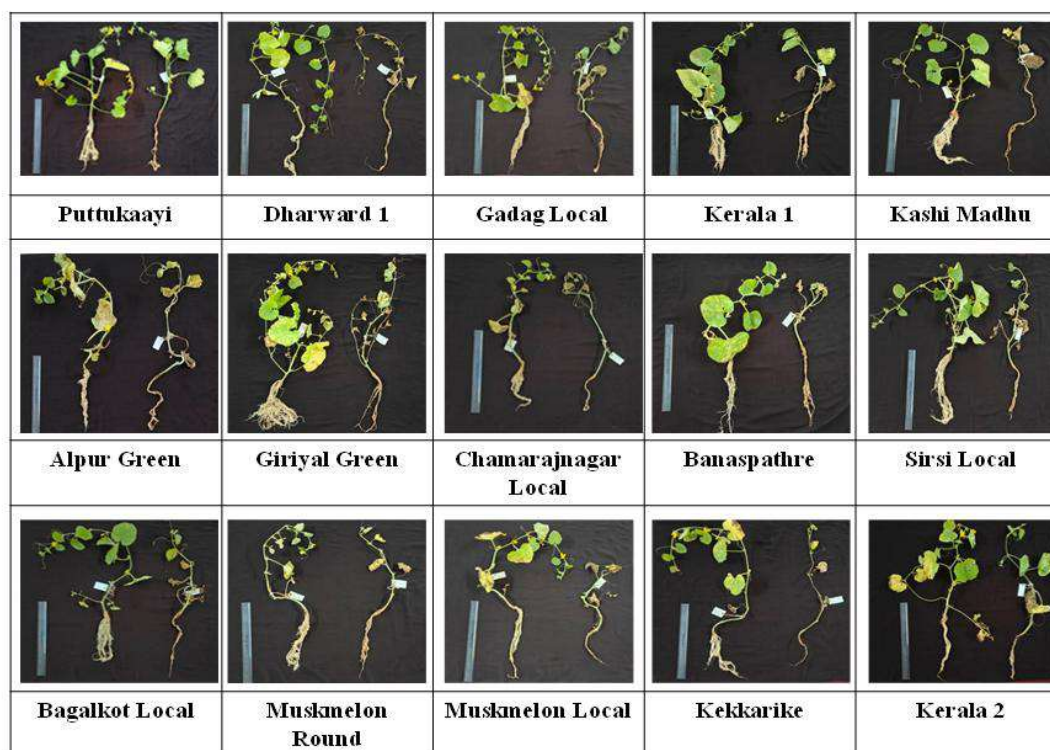 Puttukaayi
Dharward 1
Gadag Local
Kerala 1
Kashi Madhu
Alpur Green
Giriyal Green
Chamarajnagar
Local
Banaspathre
Sirsi Local
Bagalkot Local
Muskmelon
Round
Muskmelon Local
Kekkarike
Kerala 2